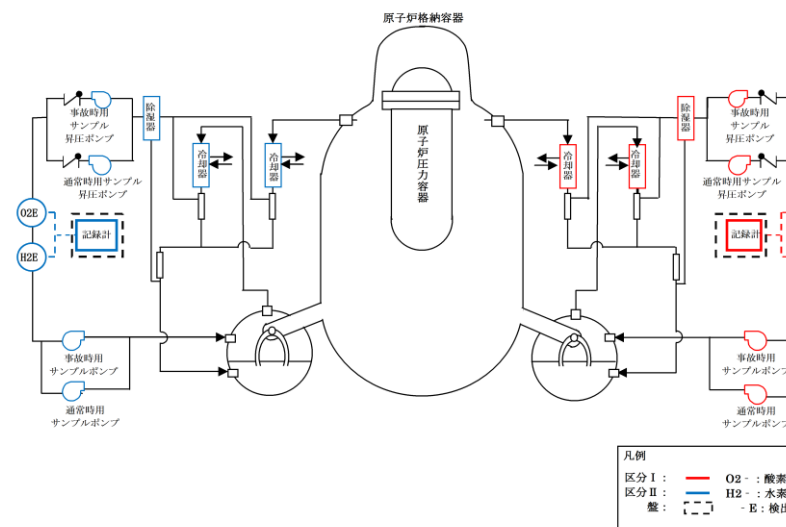 原子炉格納容器
原子炉圧力容器
事故時用
サンプル
昇圧ポンプ
通常時用サンプル
昇圧ポンプ
除湿器
冷却器
冷却器
O2E
H2E
記録計
事故時用
サンプルポンプ
通常時用
サンプルポンプ
冷却器
冷却器
除湿器
事故時用
サンプル
昇圧ポンプ
通常時用サンプル
昇圧ポンプ
記録計
事故時用
サンプルポンプ
通常時用
サンプルポンプ
凡例
区分Ⅰ： O2-：酸素
区分Ⅱ： H2-：水素
盤： -E：検出